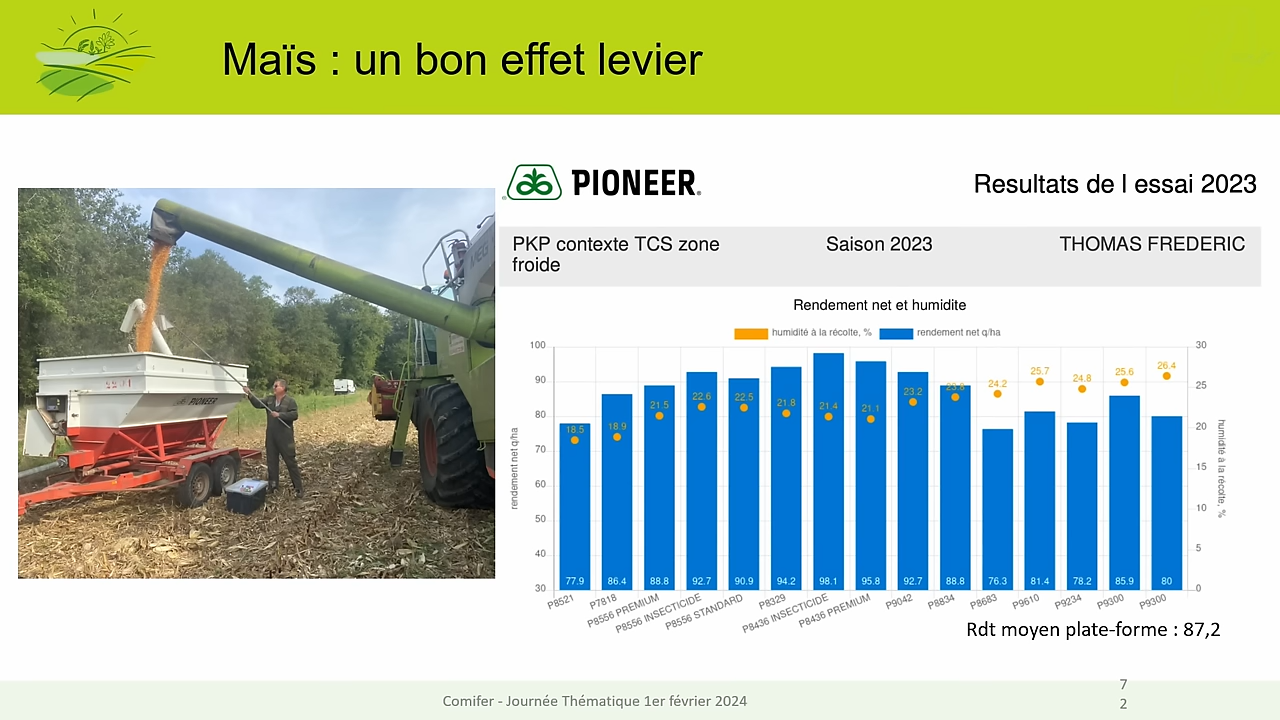 Maïs : un bon effet levier
PIONEER
Resultats de l essai 2023
PKP contexte TCS zone
froide
Saison 2023
THOMAS FREDERIC
Rendement net et humidite
humidité à la récolte, %
rendement net q/ha
100
90
80
70
60
50
40
30
rendement net q/ha
30
25
20
15
10
5
0
humidité à la récolte, %
18.5
18.9
21.5
22.6
22.5
21.8
21.4
21.1
23.2
23.8
24.2
25.7
24.8
25.6
26.4
77.9
86.4
88.8
92.7
90.9
94.2
98.1
95.8
92.7
88.8
76.3
81.4
78.2
85.9
80
P8521
P7818
P8556 PREMIUM
P8556 INSECTICIDE
P8556 STANDARD
P8329
P8436 INSECTICIDE
P8436 PREMIUM
P9042
P8834
P8683
P9610
P9234
P9300
P9300
Rdt moyen plate-forme : 87,2
PIONEER
Comifer - Journée Thématique 1er février 2024
7
2